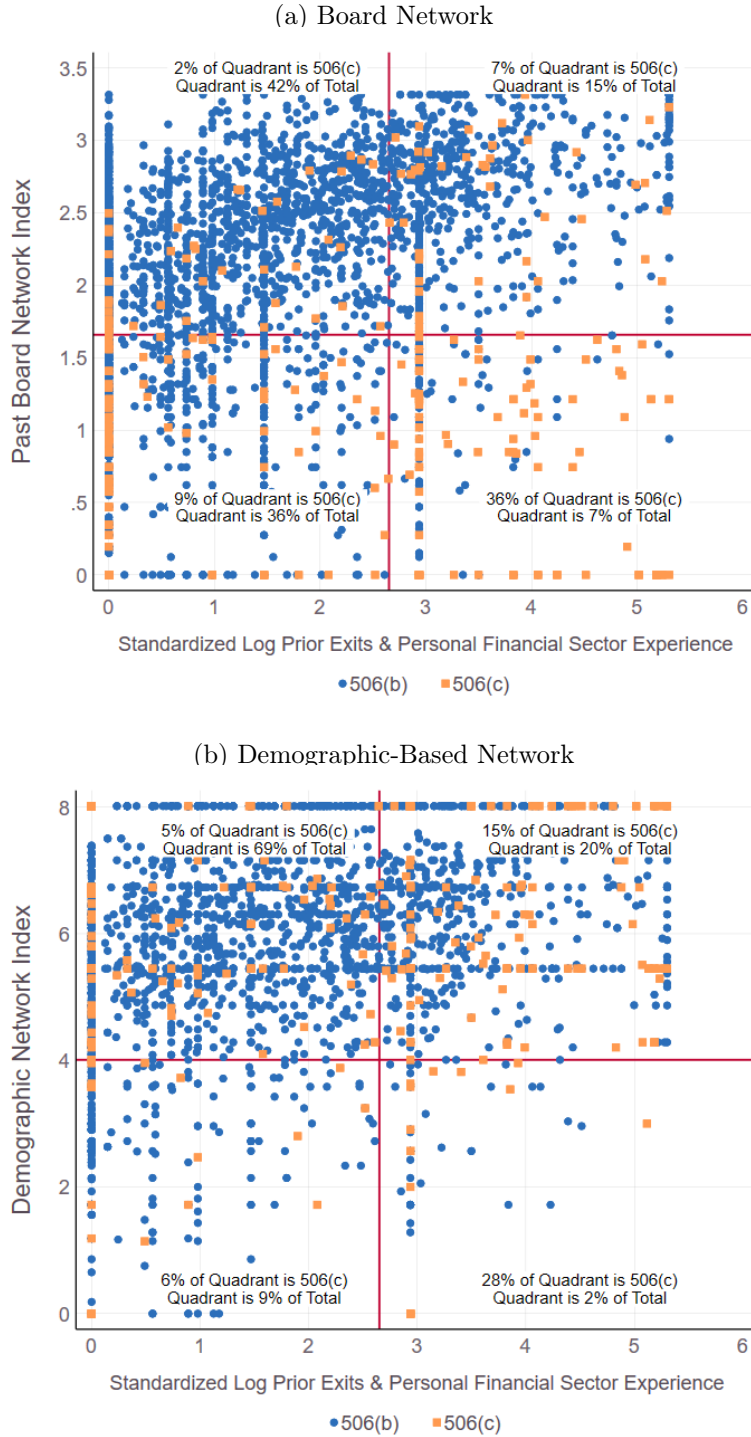 (a) Board Network
2% of Quadrant is 506(c)
Quadrant is 42% of Total
7% of Quadrant is 506(c)
Quadrant is 15% of Total
3.5
3
2.5
2
1.5
1
.5
0
Past Board Network Index
9% of Quadrant is 506(c)
Quadrant is 36% of Total
36% of Quadrant is 506(c)
Quadrant is 7% of Total
0 1 2 3 4 5 6
Standardized Log Prior Exits & Personal Financial Sector Experience
506(b) 506(c)
(b) Demographic-Based Network
5% of Quadrant is 506(c)
Quadrant is 69% of Total
15% of Quadrant is 506(c)
Quadrant is 20% of Total
8
6
4
2
0
Demographic Network Index
6% of Quadrant is 506(c)
Quadrant is 9% of Total
28% of Quadrant is 506(c)
Quadrant is 2% of Total
0 1 2 3 4 5 6
Standardized Log Prior Exits & Personal Financial Sector Experience
506(b) 506(c)